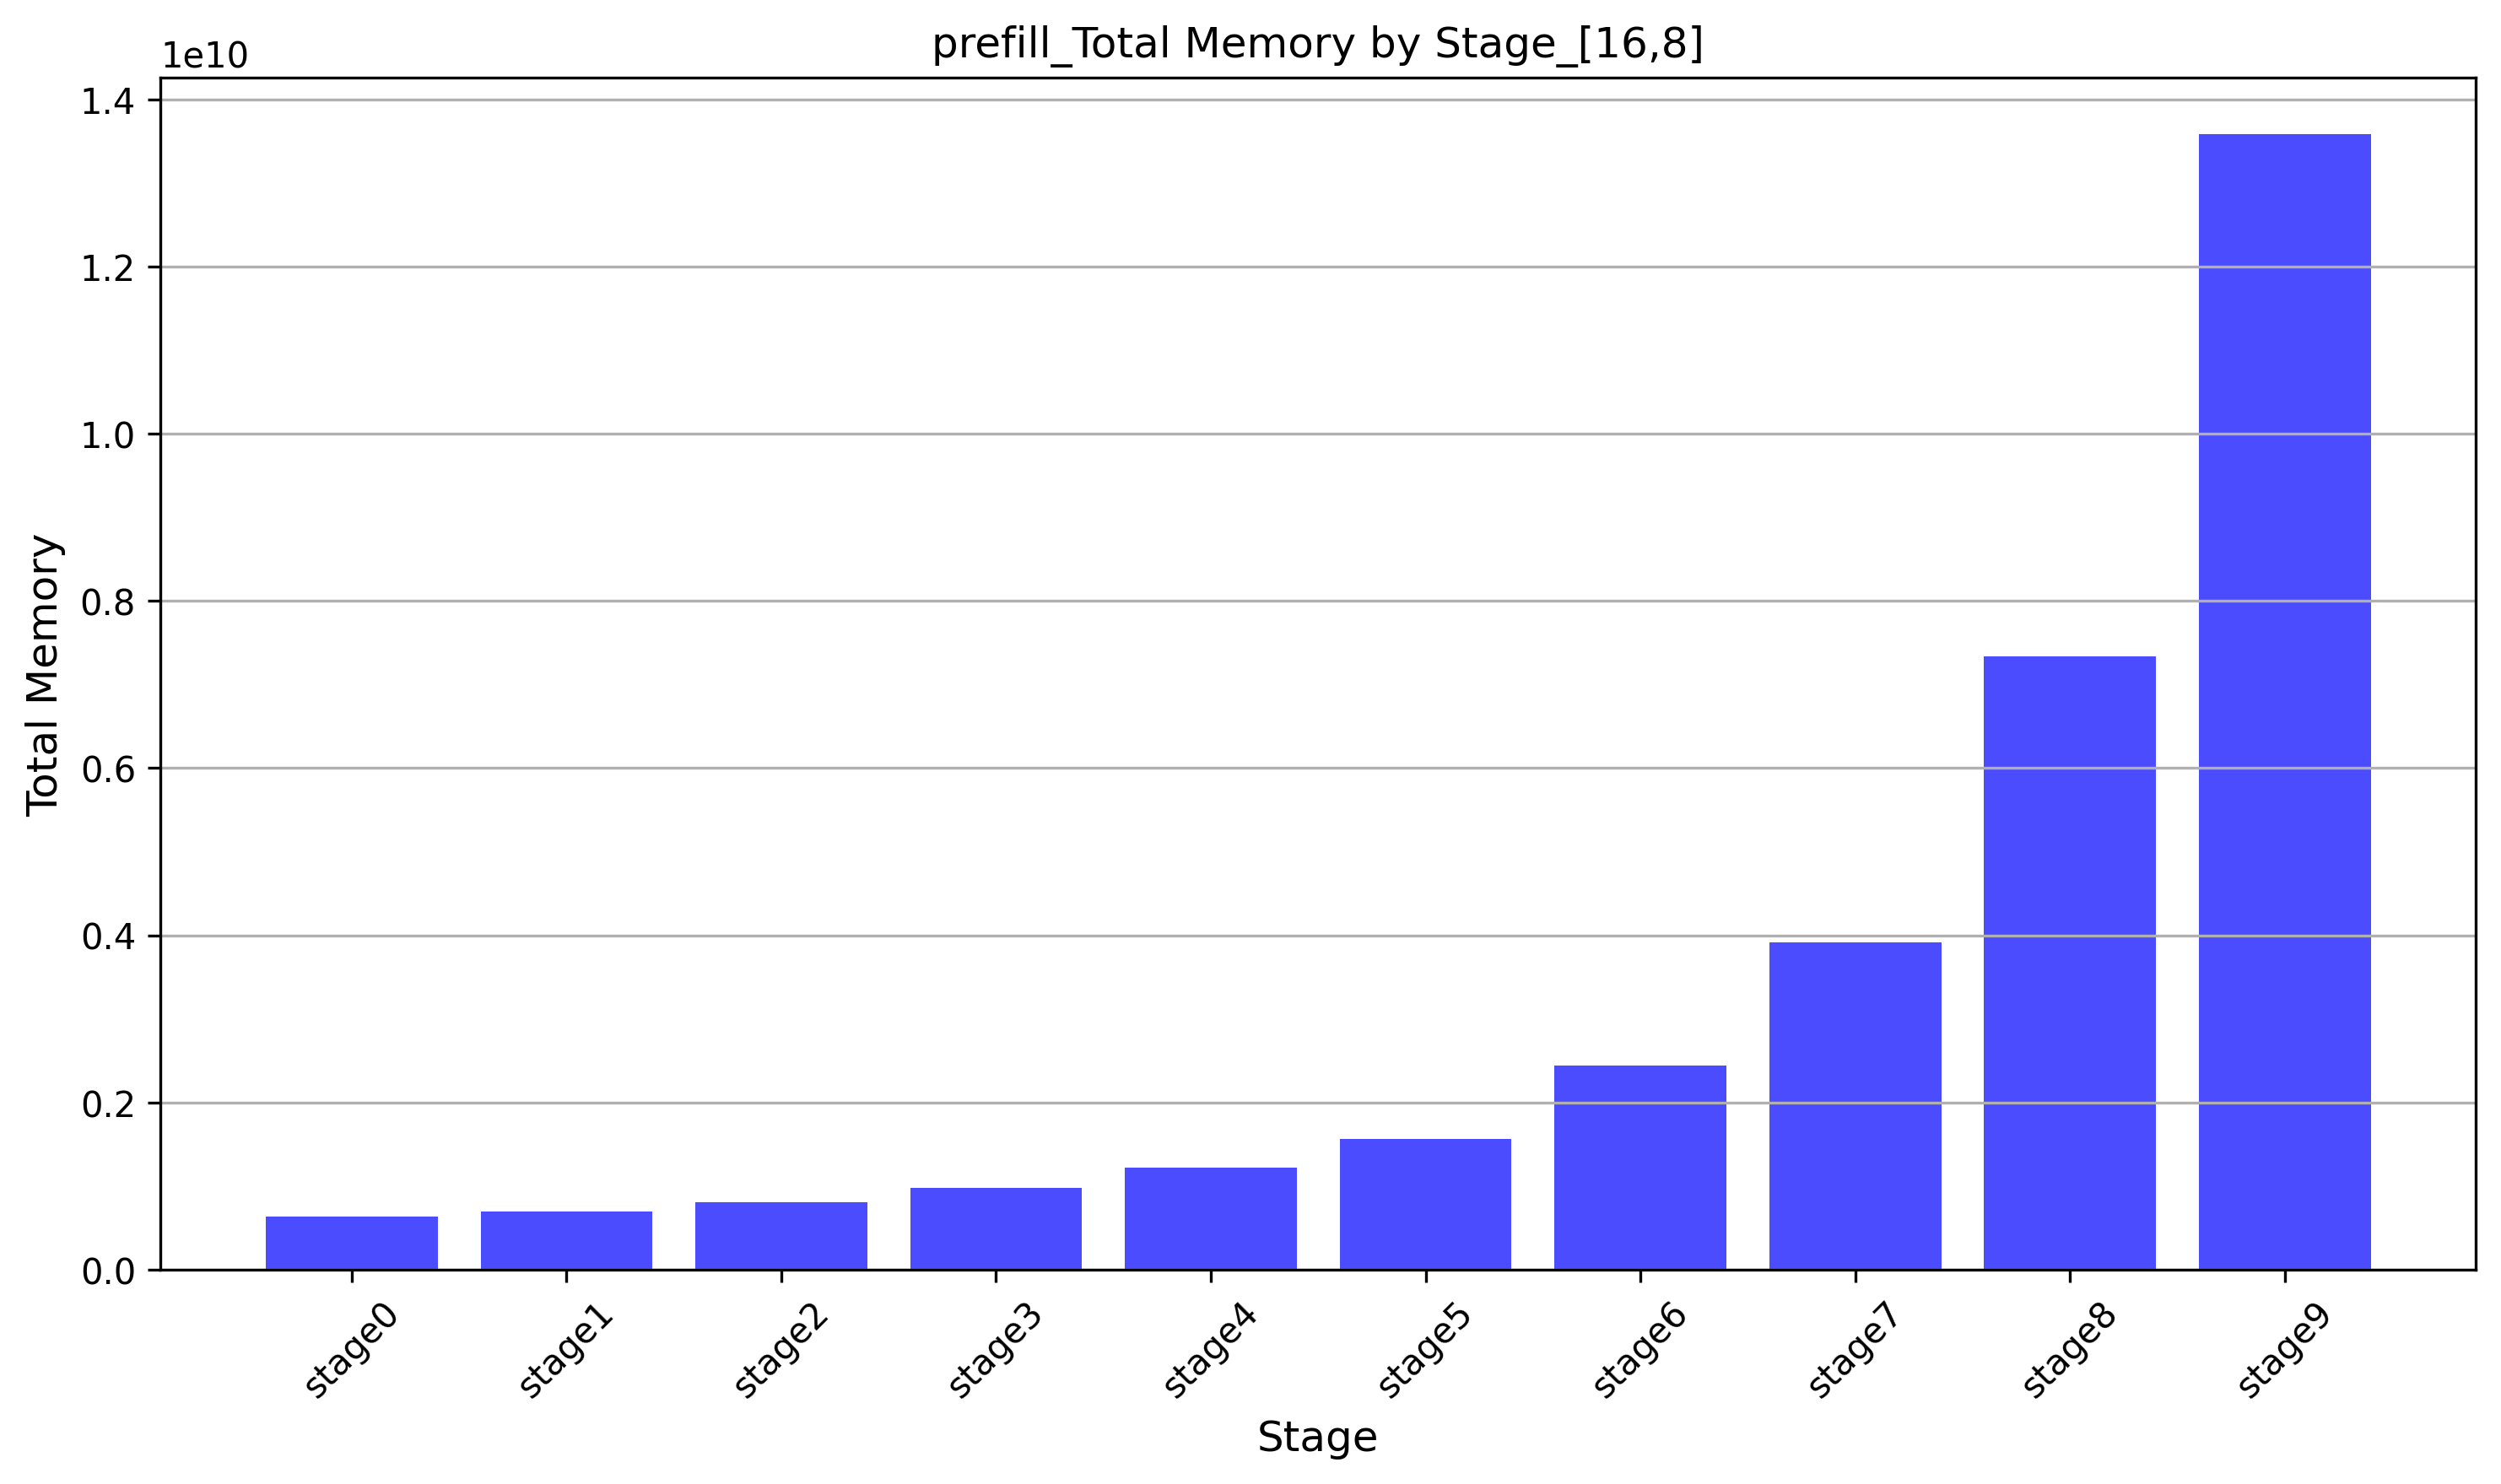 prefill_Total Memory by Stage_[16,8]
1e10
1.4
1.2
1.0
0.8
0.6
0.4
0.2
0.0
Total Memory
stage0
stage1
stage2
stage3
stage4
stage5
stage6
stage7
stage8
stage9
Stage